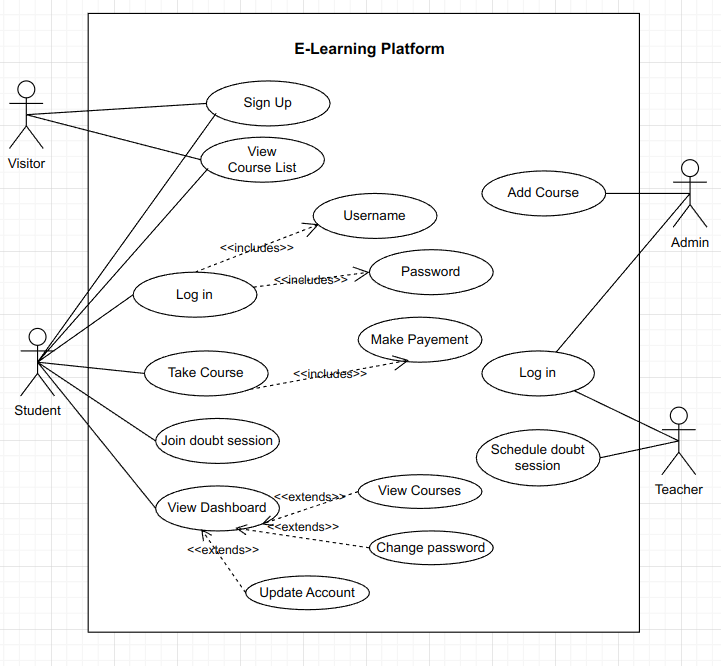 E-Learning Platform
Sign Up
Visitor
View
Course List
Add Course
Admin
Username
<<includes>>
Password
<<includes>>
Log in
Make Payement
Take Course
<<includes>>
Log in
Student
Join doubt session
Schedule doubt
session
Teacher
View Dashboard
<<extends>>
View Courses
<<extends>>
Change password
<<extends>>
Update Account